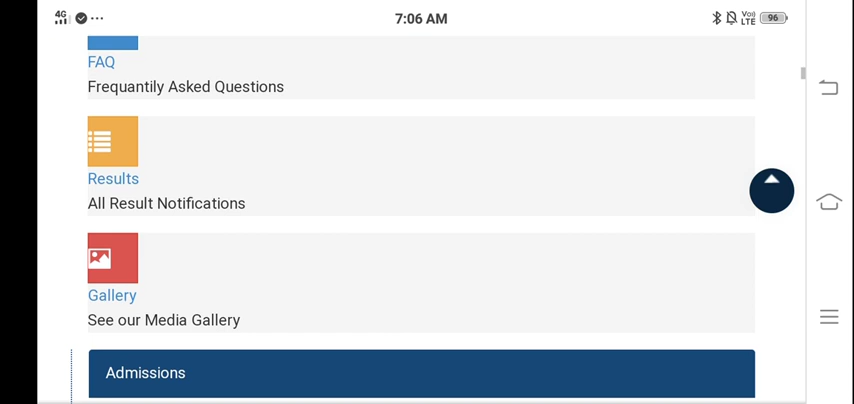 4G
7:06 AM
Vo))
LTE
96
FAQ
Frequantily Asked Questions
Results
All Result Notifications
Gallery
See our Media Gallery
Admissions